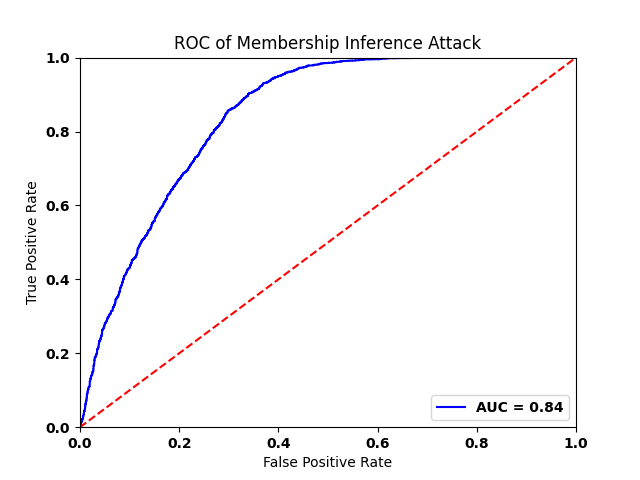 ROC of Membership Inference Attack
True Positive Rate
1.0
0.8
0.6
0.4
0.2
0.0
AUC = 0.84
0.0 0.2 0.4 0.6 0.8 1.0
False Positive Rate